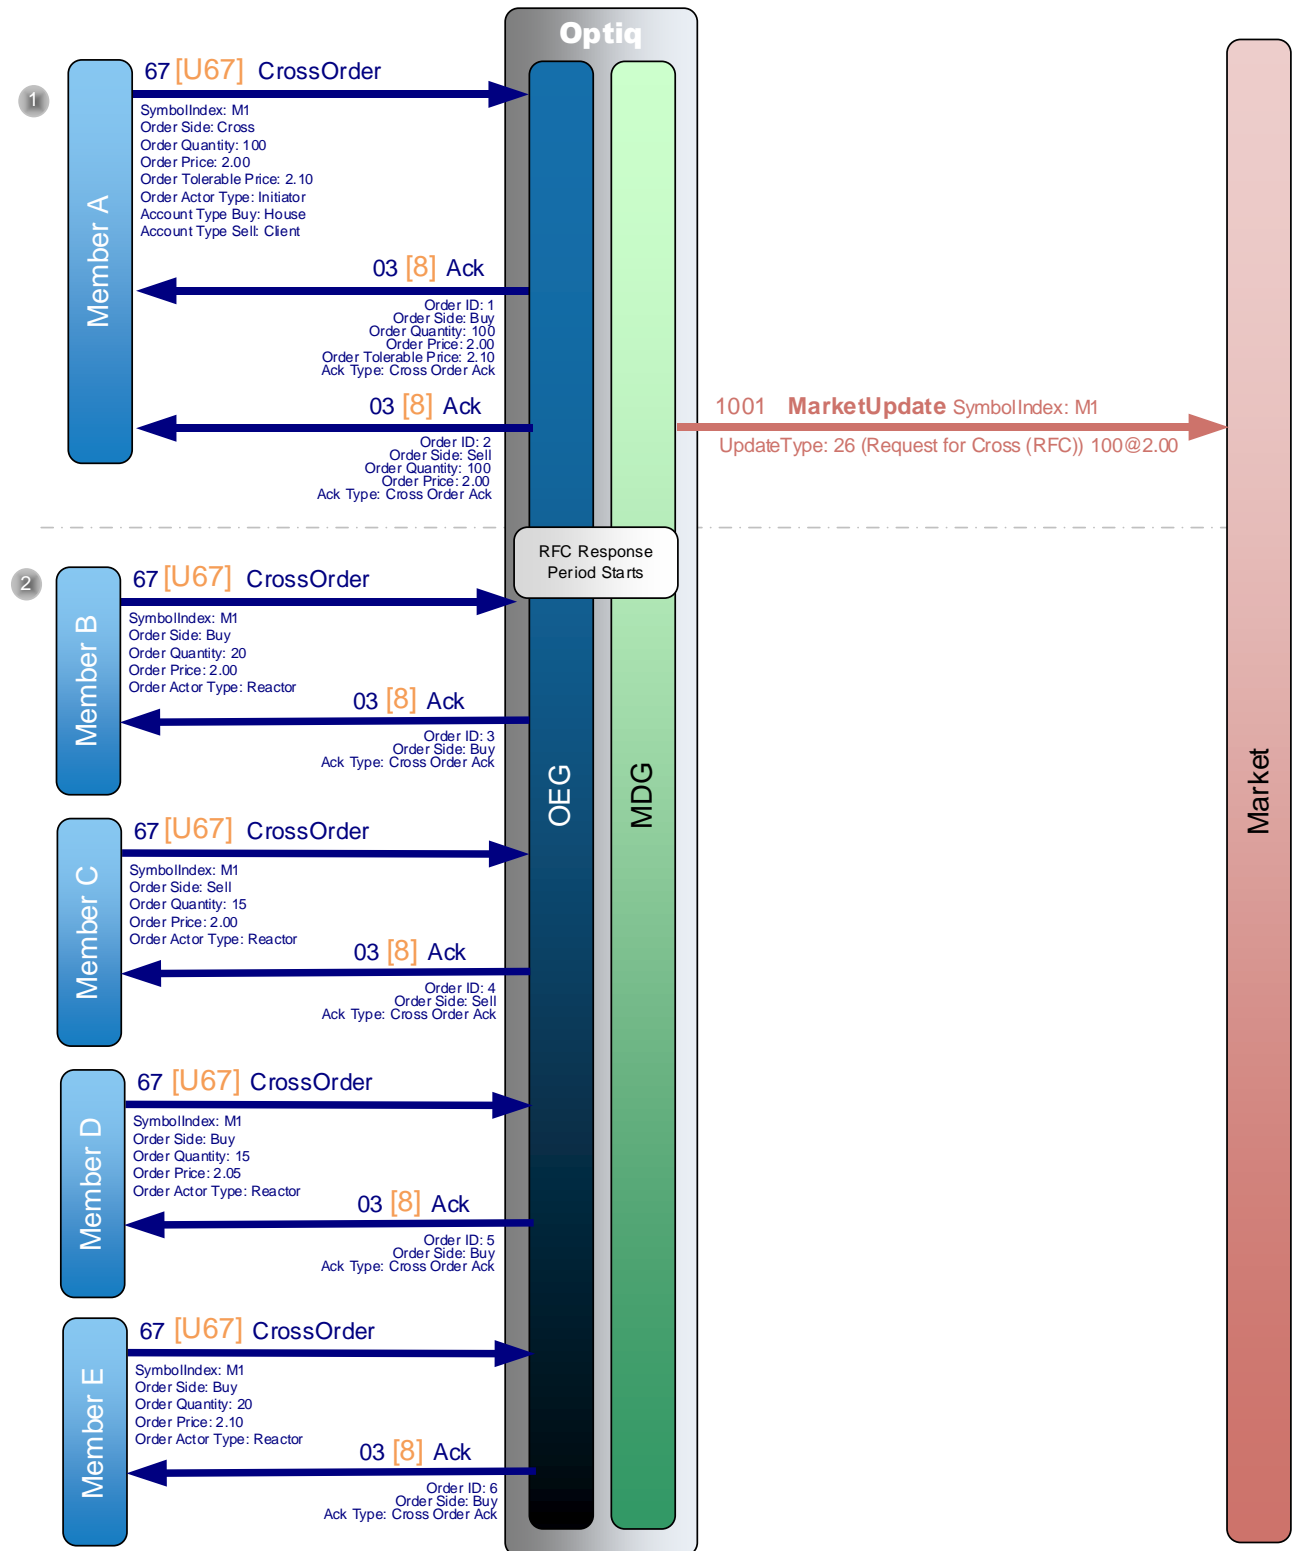 Optiq
1
67 [U67] CrossOrder
Member A
SymbolIndex: M1
Order Side: Cross
Order Quantity: 100
Order Price: 2.00
Order Tolerable Price: 2.10
Order Actor Type: Initiator
Account Type Buy: House
Account Type Sell: Client
03 [8] Ack
Order ID: 1
Order Side: Buy
Order Quantity: 100
Order Price: 2.00
Order Tolerable Price: 2.10
Ack Type: Cross Order Ack
03 [8] Ack
Order ID: 2
Order Side: Sell
Order Quantity: 100
Order Price: 2.00
Ack Type: Cross Order Ack
1001 MarketUpdate SymbolIndex: M1
UpdateType: 26 (Request for Cross (RFC)) 100@2.00
RFC Response
Period Starts
2
67 [U67] CrossOrder
Member B
SymbolIndex: M1
Order Side: Buy
Order Quantity: 20
Order Price: 2.00
Order Actor Type: Reactor
03 [8] Ack
Order ID: 3
Order Side: Buy
Ack Type: Cross Order Ack
OEG
MDG
Market
67 [U67] CrossOrder
Member C
SymbolIndex: M1
Order Side: Sell
Order Quantity: 15
Order Price: 2.00
Order Actor Type: Reactor
03 [8] Ack
Order ID: 4
Order Side: Sell
Ack Type: Cross Order Ack
67 [U67] CrossOrder
Member D
SymbolIndex: M1
Order Side: Buy
Order Quantity: 15
Order Price: 2.05
Order Actor Type: Reactor
03 [8] Ack
Order ID: 5
Order Side: Buy
Ack Type: Cross Order Ack
67 [U67] CrossOrder
Member E
SymbolIndex: M1
Order Side: Buy
Order Quantity: 20
Order Price: 2.10
Order Actor Type: Reactor
03 [8] Ack
Order ID: 6
Order Side: Buy
Ack Type: Cross Order Ack